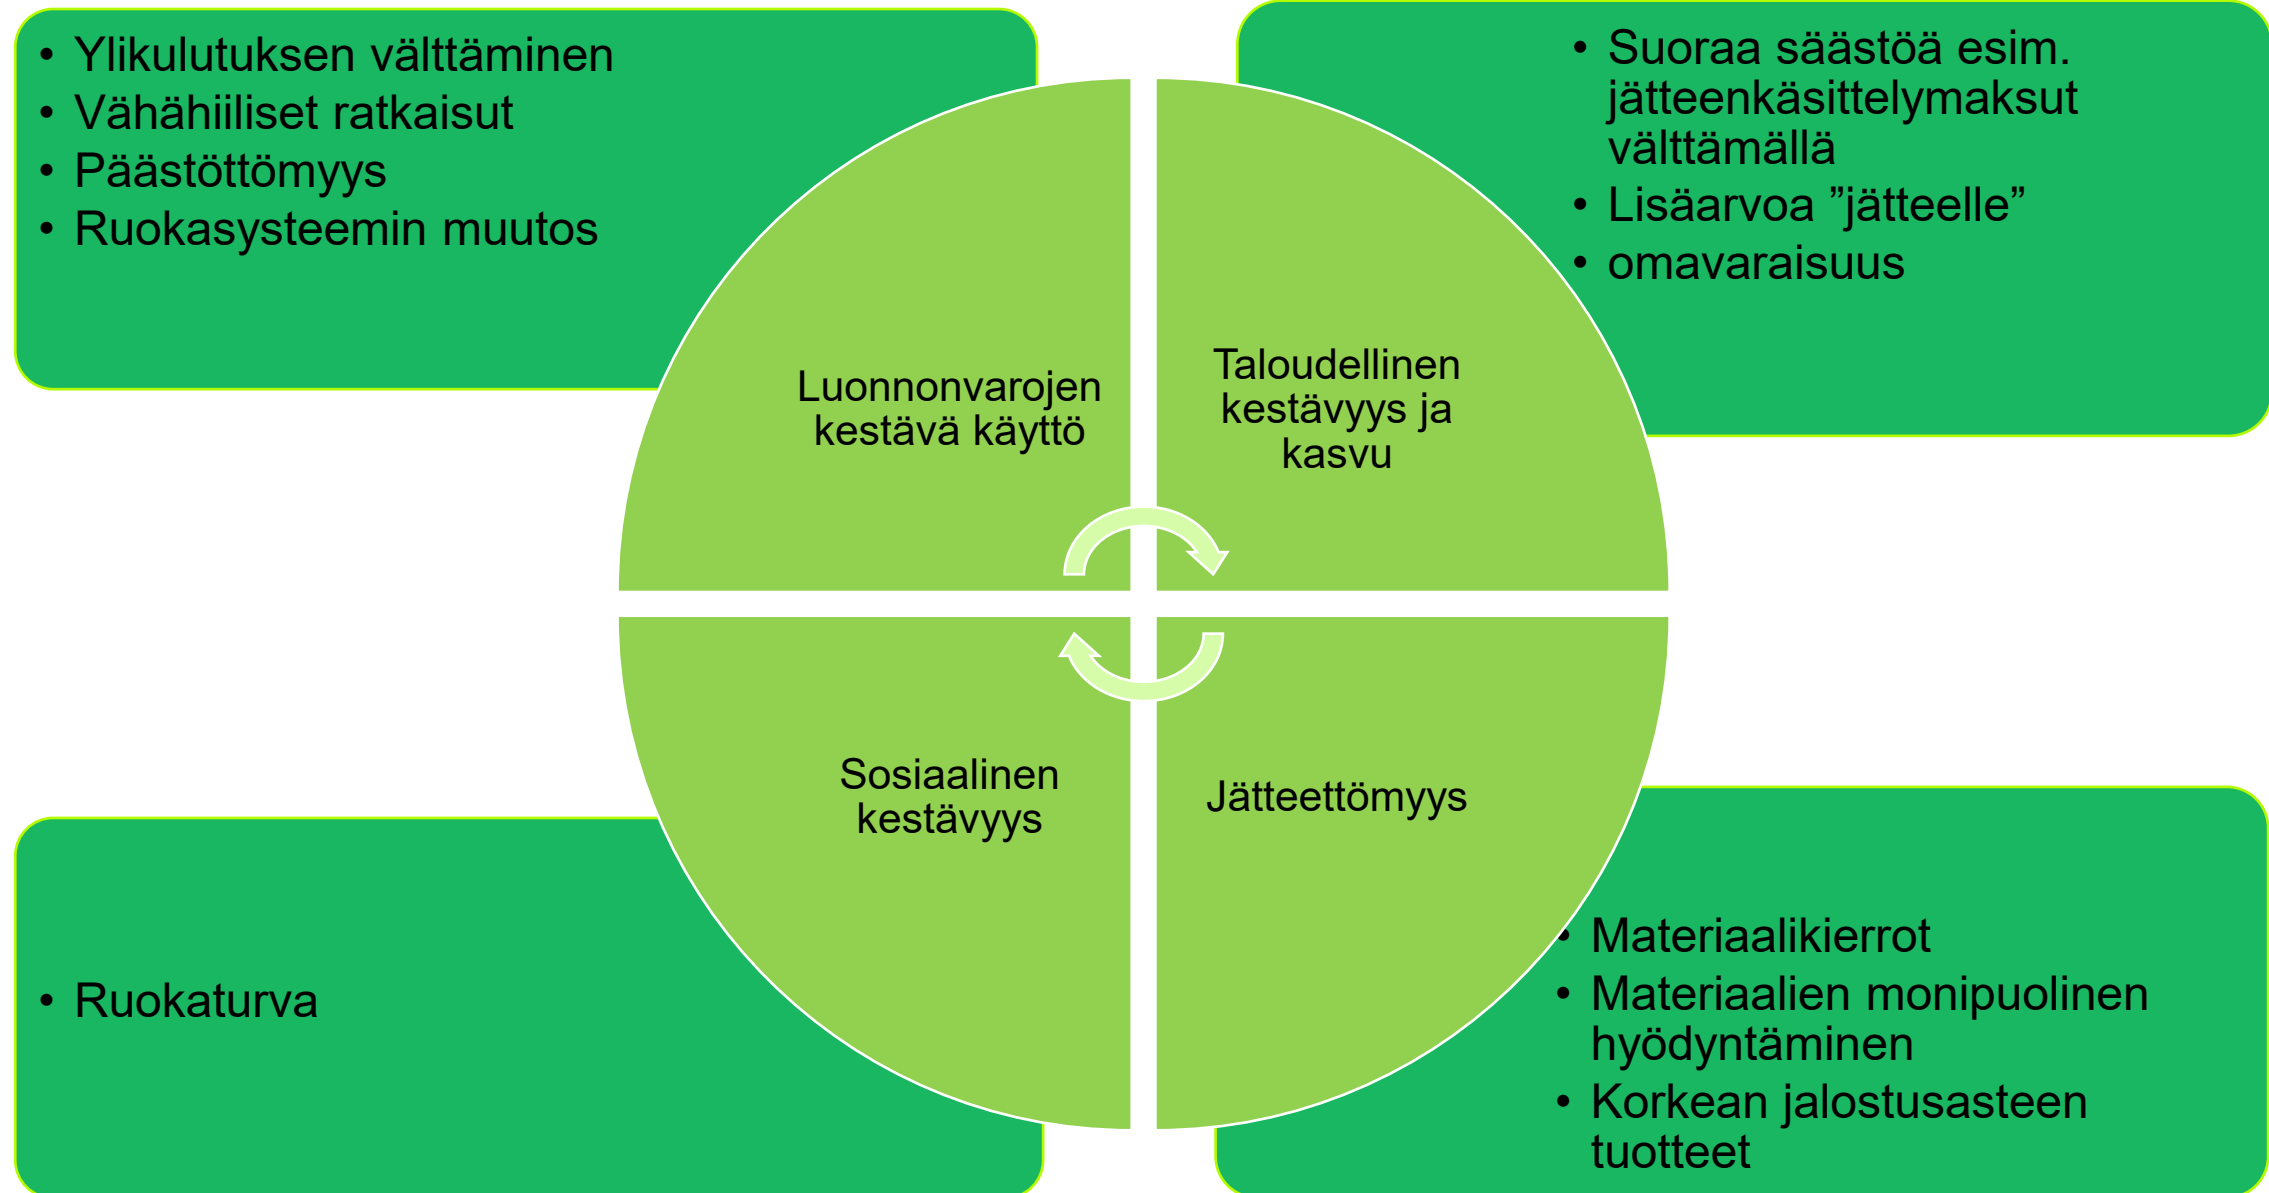 • Ylikulutuksen välttäminen
• Vähähiiliset ratkaisut
• Päästöttömyys
• Ruokasysteemin muutos
• Suoraa säästöä esim.
jätteenkäsittelymaksut
välttämällä
• Lisäarvoa ”jätteelle”
• omavaraisuus
Luonnonvarojen
kestävä käyttö
Taloudellinen
kestävyys ja
kasvu
Sosiaalinen
kestävyys
Jätteettömyys
• Ruokaturva
• Materiaalikierrot
• Materiaalien monipuolinen
hyödyntäminen
• Korkean jalostusasteen
tuotteet